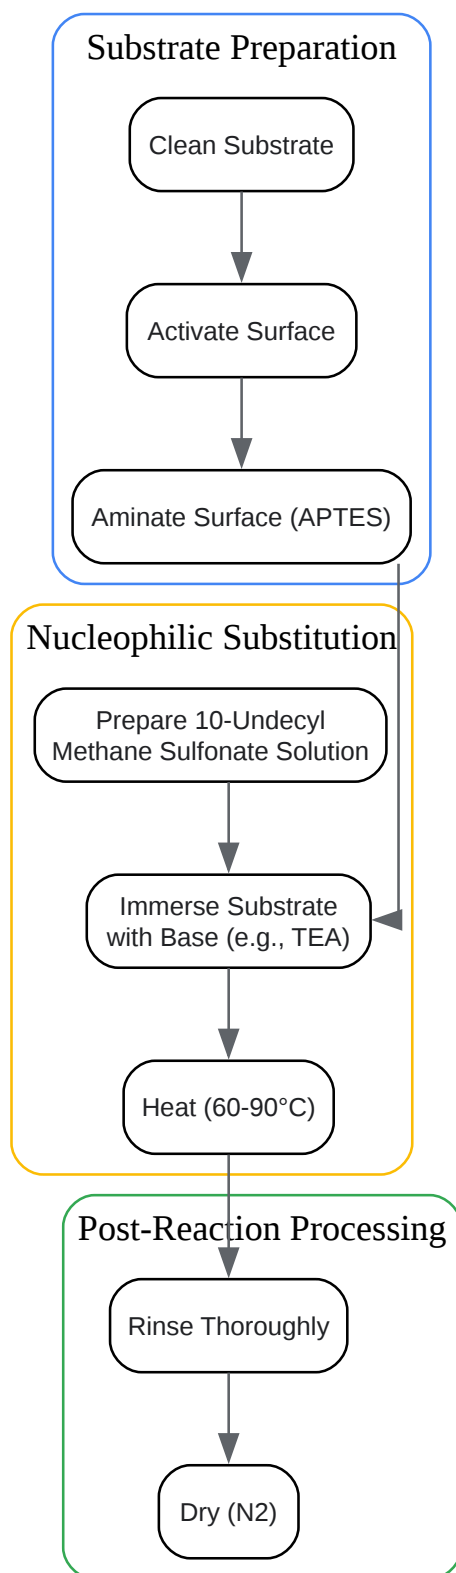 Substrate Preparation
Clean Substrate
Activate Surface
Aminate Surface (APTES)
Nucleophilic Substitution
Prepare 10-Undecyl
Methane Sulfonate Solution
Immerse Substrate
with Base (e.g., TEA)
Heat (60-90°C)
Post-Reaction Processing
Rinse Thoroughly
Dry (N2)